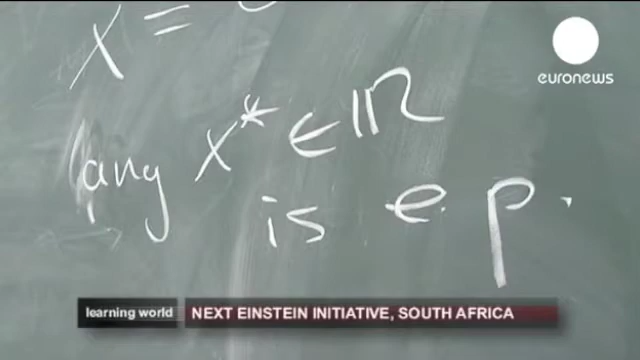 x =
euronews
(any x* ∈ ℝ
is e.p.
learning world NEXT EINSTEIN INITIATIVE, SOUTH AFRICA